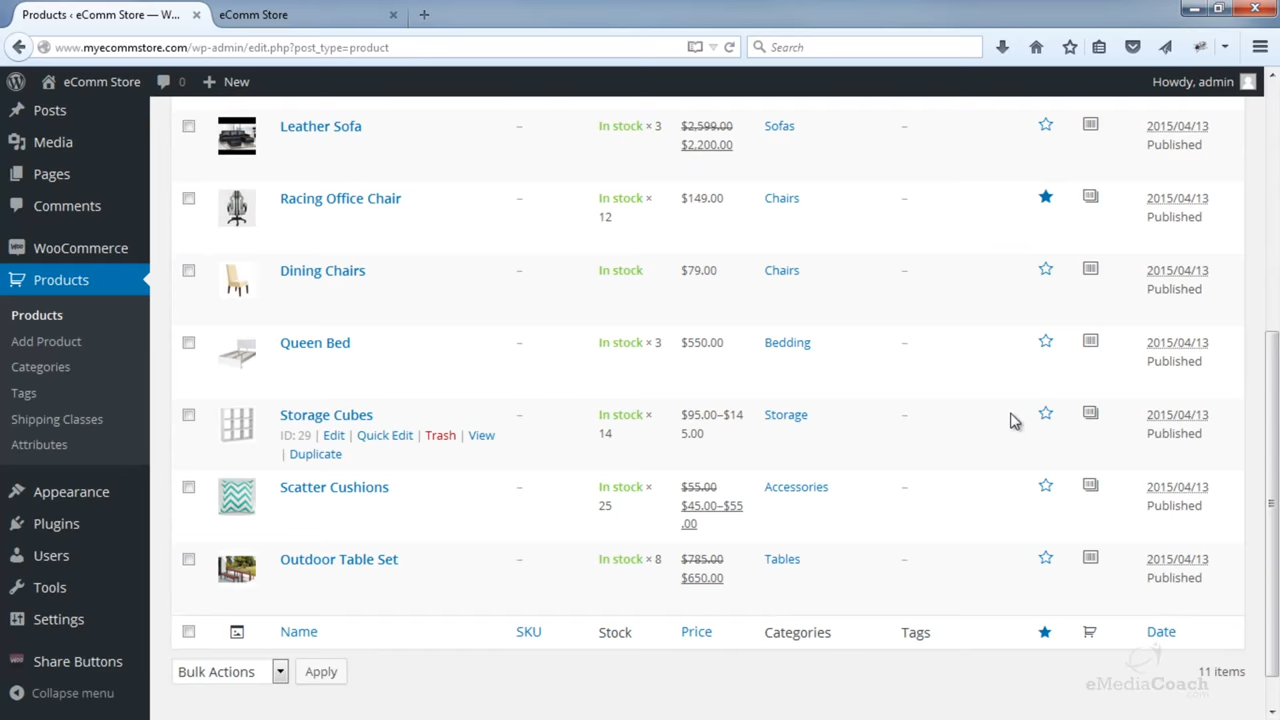 Products ‹ eComm Store — W... ×
eComm Store ×
www.myecommstore.com/wp-admin/edit.php?post_type=product
Search
eComm Store
0
New
Howdy, admin
Posts
Media
Pages
Comments
WooCommerce
Products
Products
Add Product
Categories
Tags
Shipping Classes
Attributes
Appearance
Plugins
Users
Tools
Settings
Share Buttons
Collapse menu
Leather Sofa – In stock × 3 $2,599.00 Sofas – 2015/04/13
$2,200.00 Published
Racing Office Chair – In stock × $149.00 Chairs – 2015/04/13
12 Published
Dining Chairs – In stock $79.00 Chairs – 2015/04/13
Published
Queen Bed – In stock × 3 $550.00 Bedding – 2015/04/13
Published
Storage Cubes – In stock × $95.00–$14 Storage – 2015/04/13
ID: 29 | Edit | Quick Edit | Trash | View 14 5.00 Published
| Duplicate
Scatter Cushions – In stock × $55.00 Accessories – 2015/04/13
25 $45.00–$55 Published
.00
Outdoor Table Set – In stock × 8 $785.00 Tables – 2015/04/13
$650.00 Published
Name SKU Stock Price Categories Tags Date
Bulk Actions Apply 11 items
eMediaCoach
.com